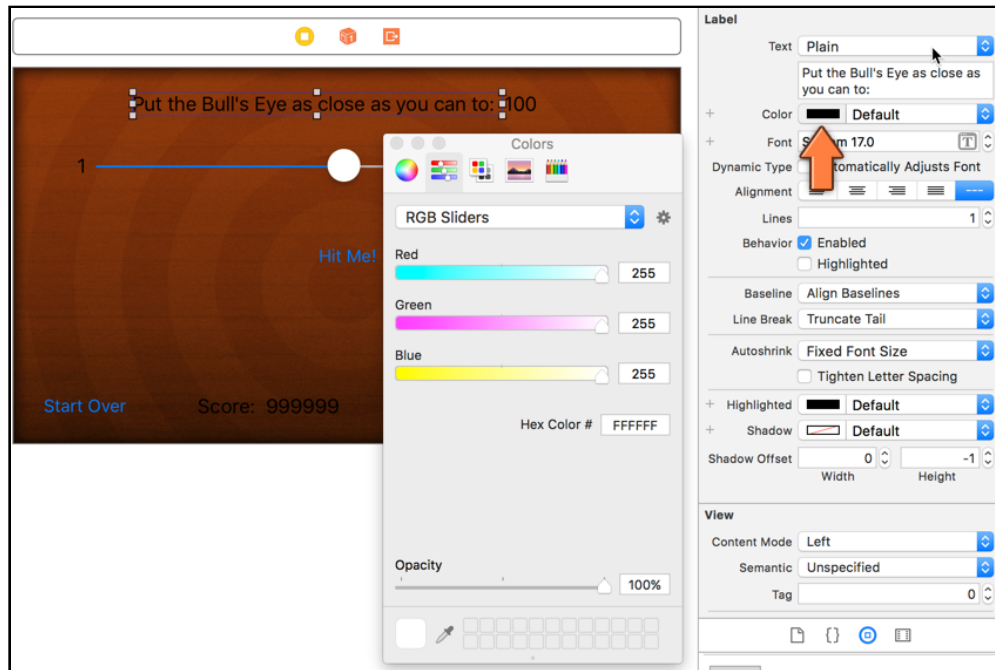 Put the Bull's Eye as close as you can to: 100
1
Hit Me!
Start Over
Score: 999999
Colors
RGB Sliders
Red
255
Green
255
Blue
255
Hex Color # FFFFFF
Opacity
100%
Label
Text Plain
Put the Bull's Eye as close as
you can to:
+ Color Default
+ Font 17.0 T
Dynamic Type Automatically Adjusts Font
Alignment
Lines 1
Behavior Enabled
Highlighted
Baseline Align Baselines
Line Break Truncate Tail
Autoshrink Fixed Font Size
Tighten Letter Spacing
+ Highlighted Default
+ Shadow Default
Shadow Offset 0 -1
Width Height
View
Content Mode Left
Semantic Unspecified
Tag 0
{}